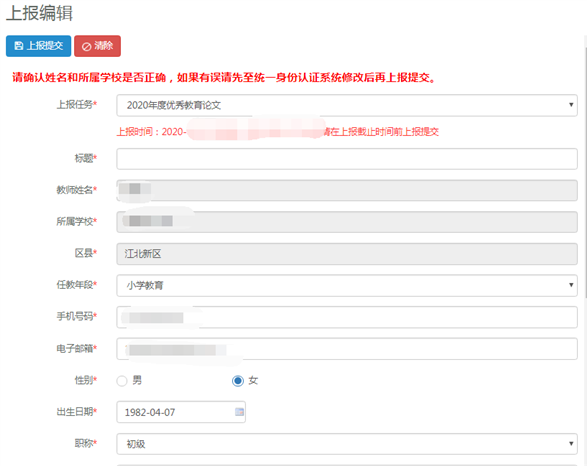 上报编辑
上报提交 清除
请确认姓名和所属学校是否正确，如果有误请先至统一身份认证系统修改后再上报提交。
上报任务* 2020年度优秀教育论文
上报时间：2020- 请在上报截止时间前上报提交
标题*
教师姓名*
所属学校*
区县* 江北新区
任教年段* 小学教育
手机号码*
电子邮箱*
性别* 男 女
出生日期* 1982-04-07
职称* 初级